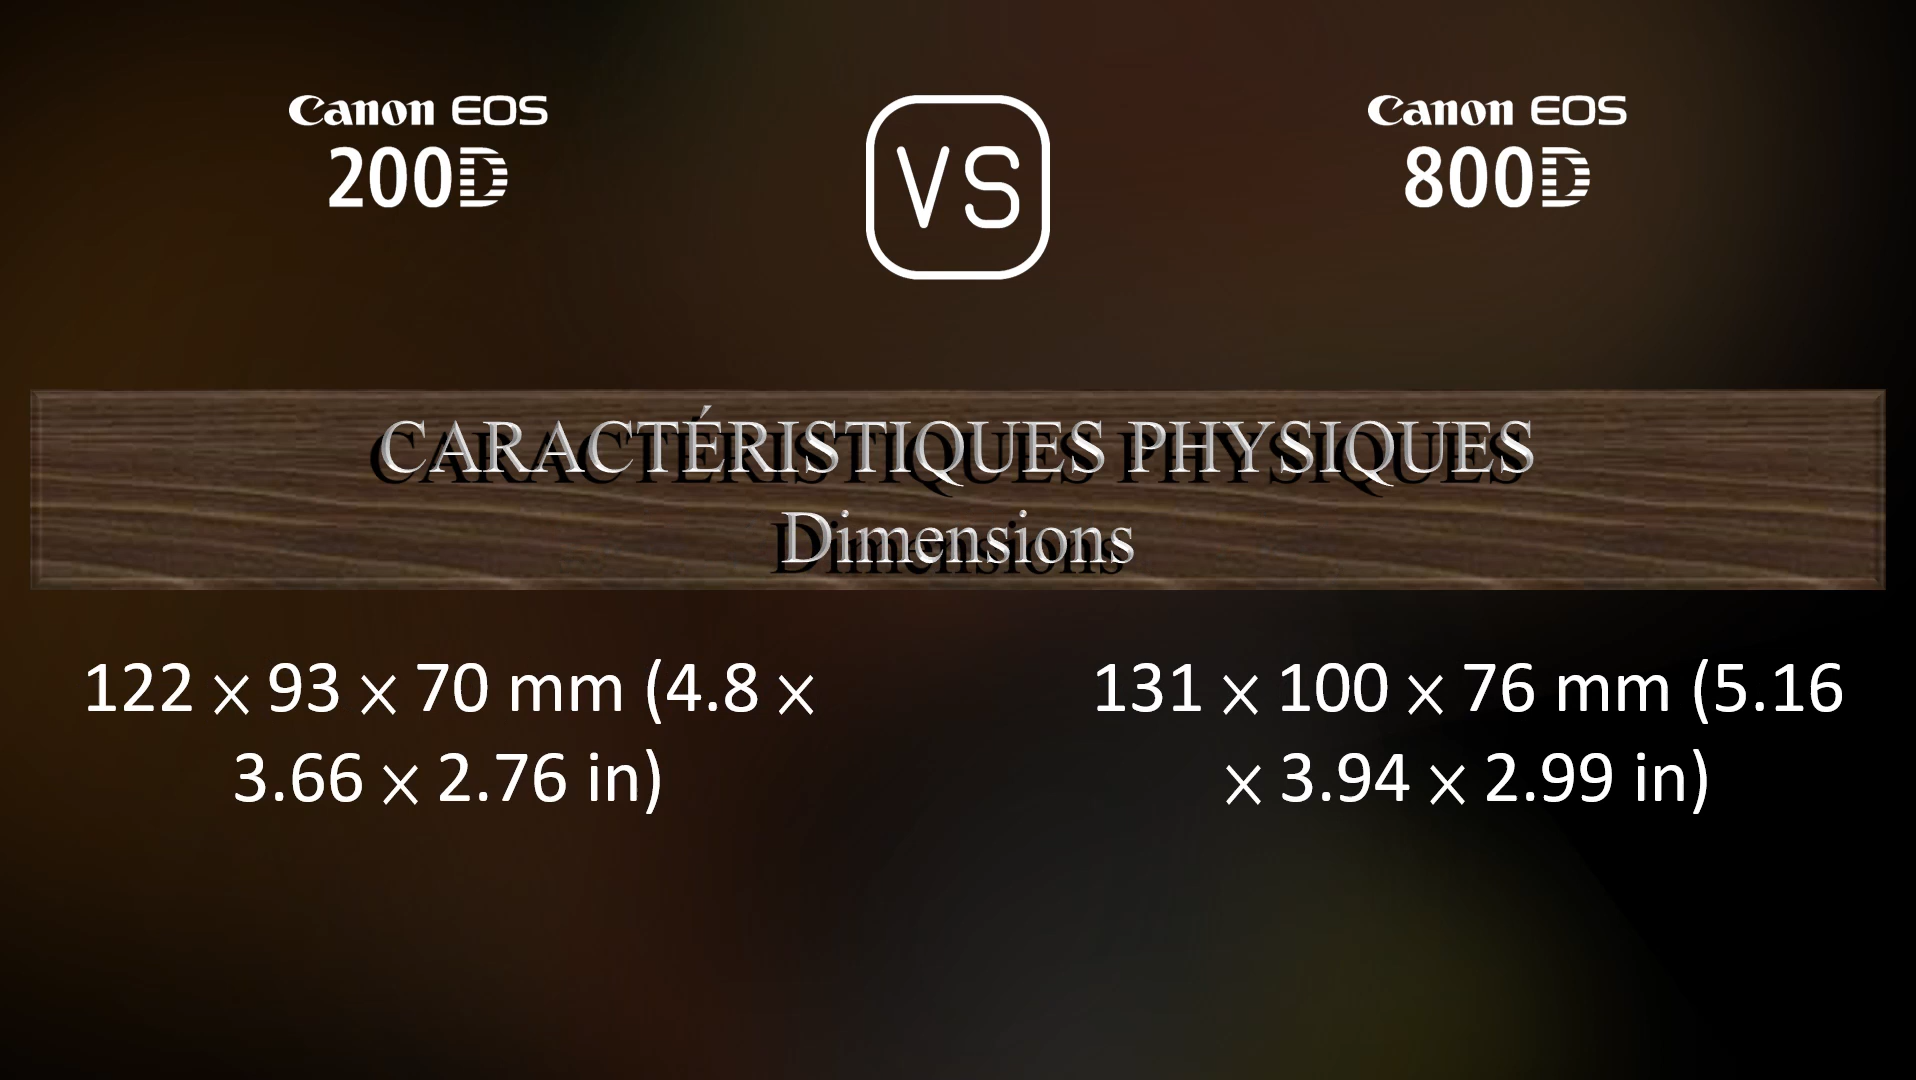 Canon EOS
200D
VS
Canon EOS
800D
CARACTÉRISTIQUES PHYSIQUES
Dimensions
122 x 93 x 70 mm (4.8 x
3.66 x 2.76 in)
131 x 100 x 76 mm (5.16
x 3.94 x 2.99 in)